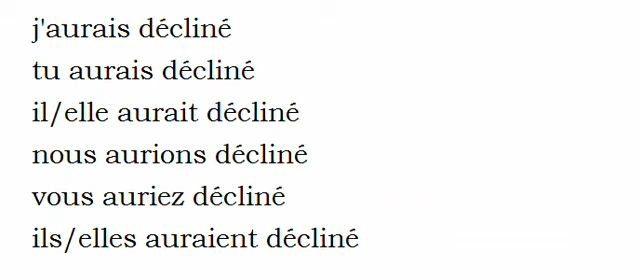 j'aurais décliné
tu aurais décliné
il/elle aurait décliné
nous aurions décliné
vous auriez décliné
ils/elles auraient décliné